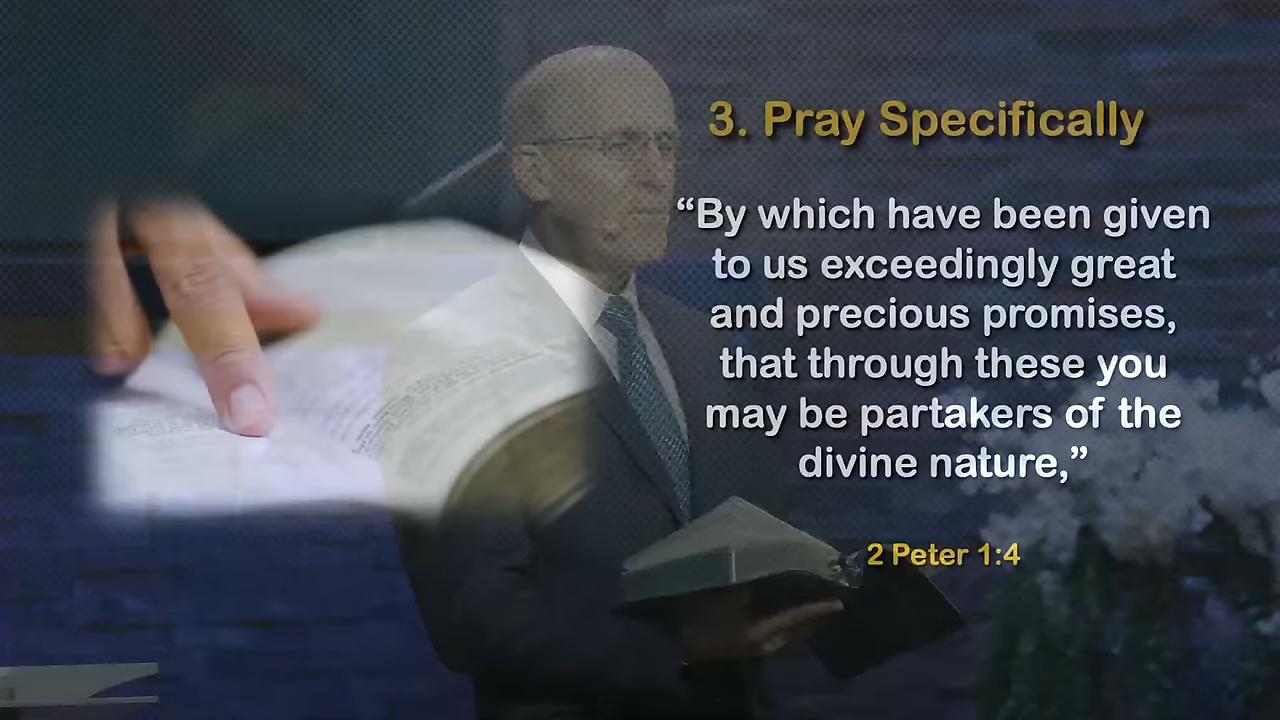 3. Pray Specifically
“By which have been given
to us exceedingly great
and precious promises,
that through these you
may be partakers of the
divine nature,”
2 Peter 1:4